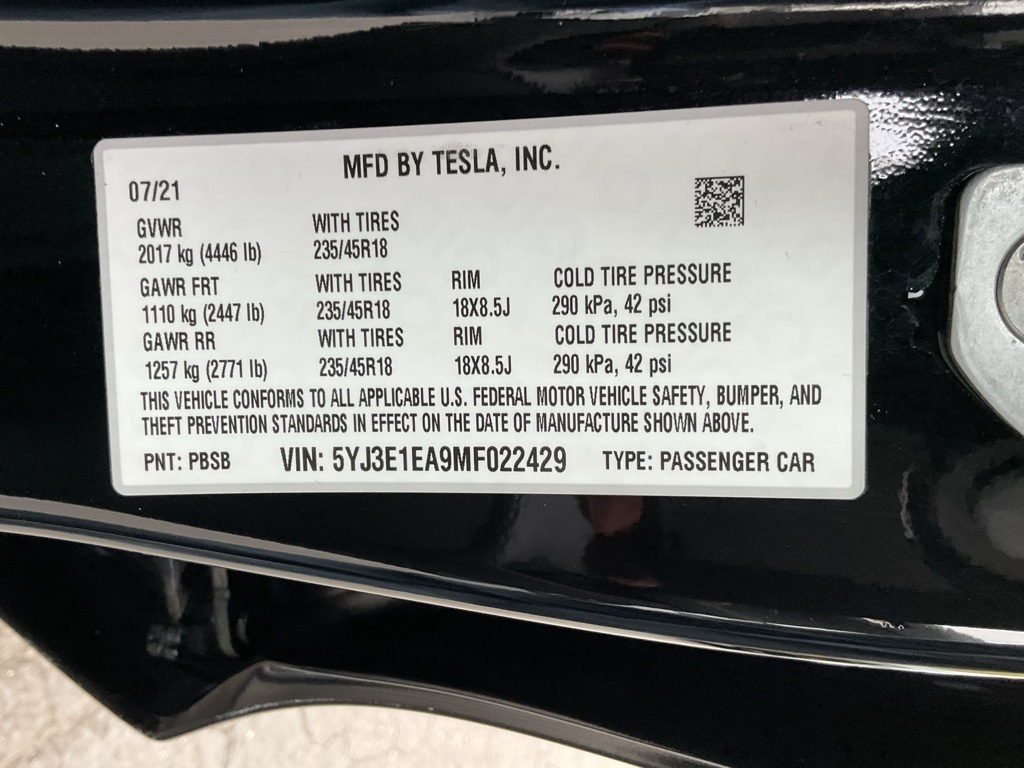 MFD BY TESLA, INC.
07/21
GVWR WITH TIRES
2017 kg (4446 lb) 235/45R18
GAWR FRT WITH TIRES RIM COLD TIRE PRESSURE
1110 kg (2447 lb) 235/45R18 18X8.5J 290 kPa, 42 psi
GAWR RR WITH TIRES RIM COLD TIRE PRESSURE
1257 kg (2771 lb) 235/45R18 18X8.5J 290 kPa, 42 psi
THIS VEHICLE CONFORMS TO ALL APPLICABLE U.S. FEDERAL MOTOR VEHICLE SAFETY, BUMPER, AND
THEFT PREVENTION STANDARDS IN EFFECT ON THE DATE OF MANUFACTURE SHOWN ABOVE.
PNT: PBSB VIN: 5YJ3E1EA9MF022429 TYPE: PASSENGER CAR